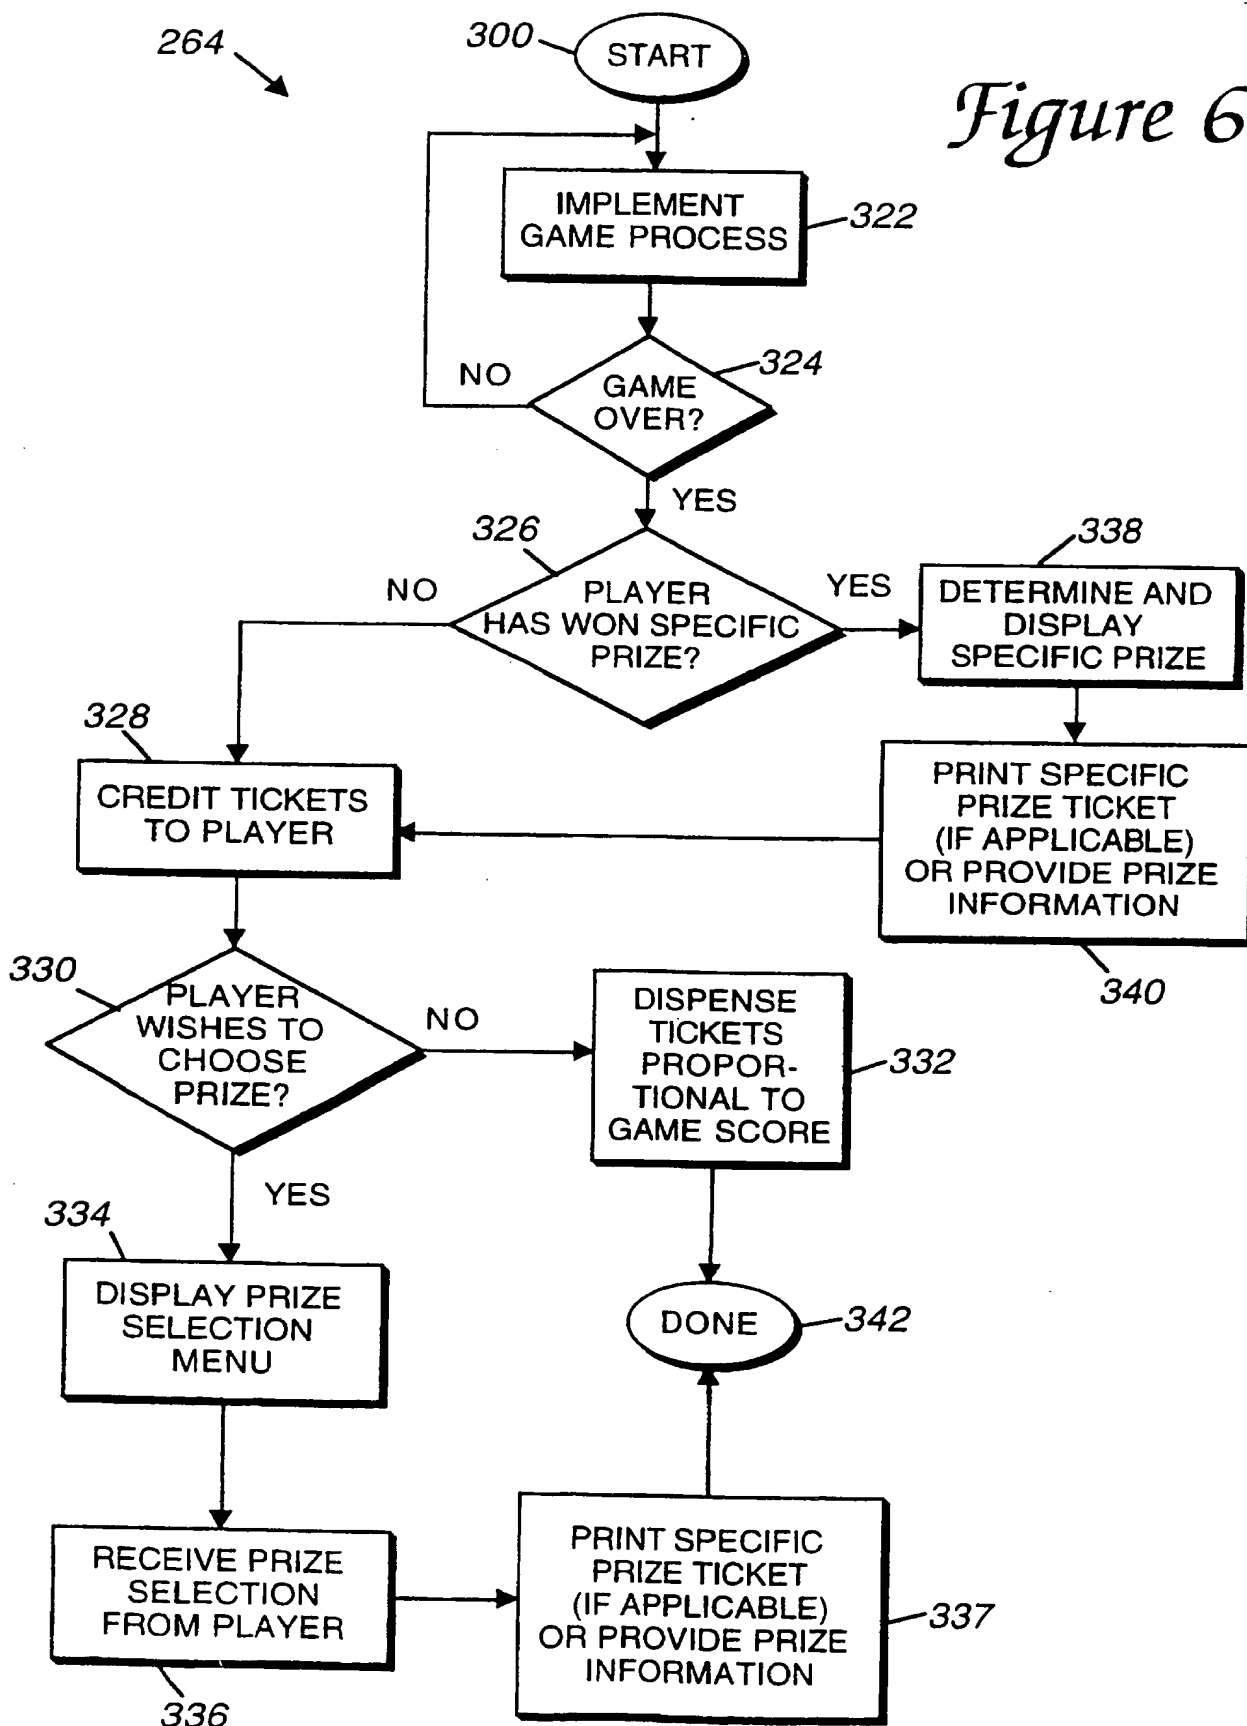 264
300
START
Figure 6
IMPLEMENT
GAME PROCESS
322
NO
GAME
OVER?
324
YES
326
NO
PLAYER
HAS WON SPECIFIC
PRIZE?
YES
338
DETERMINE AND
DISPLAY
SPECIFIC PRIZE
328
CREDIT TICKETS
TO PLAYER
PRINT SPECIFIC
PRIZE TICKET
(IF APPLICABLE)
OR PROVIDE PRIZE
INFORMATION
340
330
PLAYER
WISHES TO
CHOOSE
PRIZE?
NO
DISPENSE
TICKETS
PROPOR-
TIONAL TO
GAME SCORE
332
YES
334
DISPLAY PRIZE
SELECTION
MENU
DONE
342
RECEIVE PRIZE
SELECTION
FROM PLAYER
336
PRINT SPECIFIC
PRIZE TICKET
(IF APPLICABLE)
OR PROVIDE PRIZE
INFORMATION
337